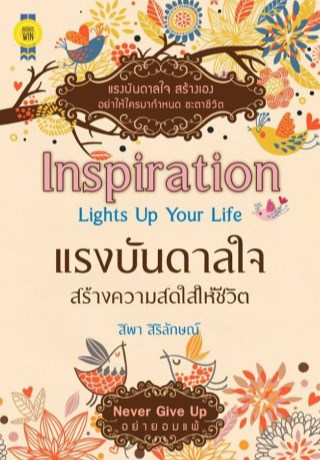 BOOKS
WIN
แรงบันดาลใจ สร้างเอง
อย่าให้ใครมากำหนด ชะตาชีวิต
Inspiration
Lights Up Your Life
แรงบันดาลใจ
สร้างความสดใสให้ชีวิต
สิพา สิริลักษณ์
Never Give Up
อย่ายอมแพ้